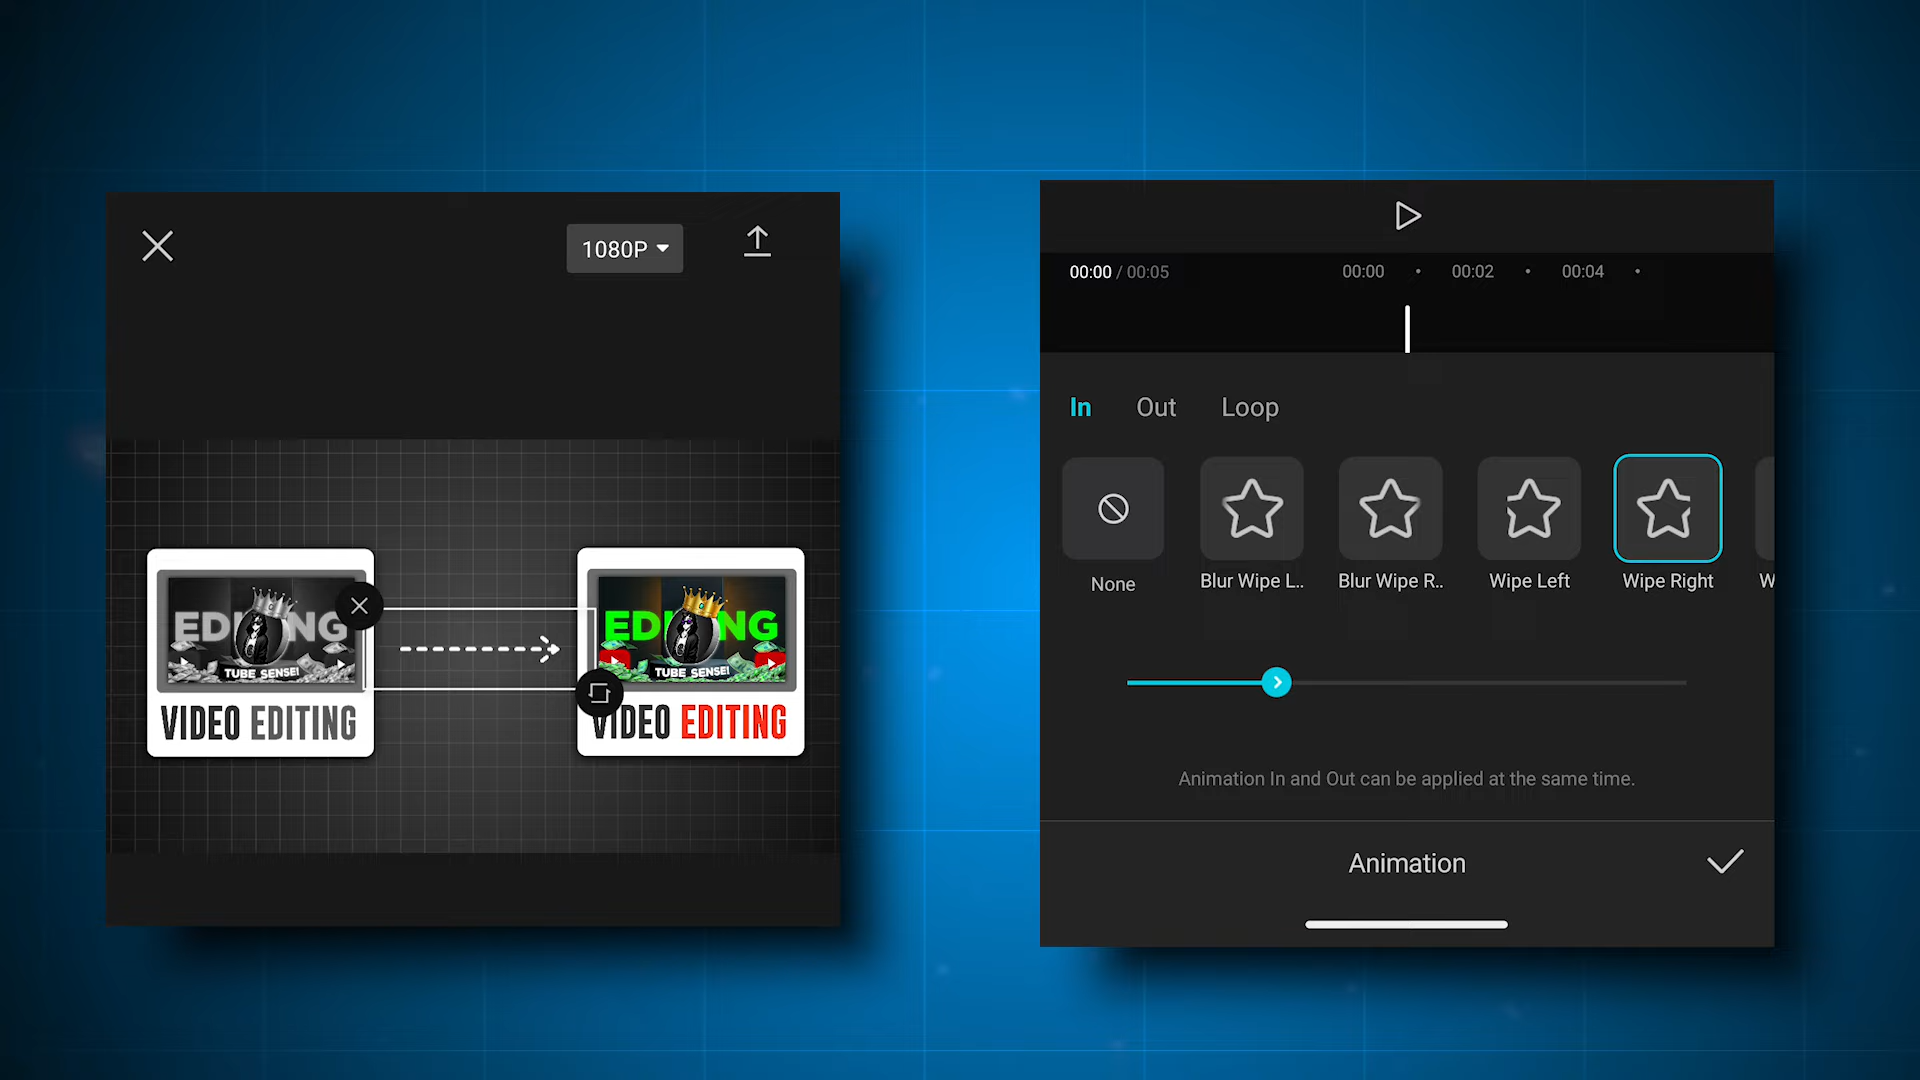 1080P
EDITING
TUBE SENSEI
VIDEO EDITING
EDITING
TUBE SENSEI
VIDEO EDITING
00:00 / 00:05
00:00 • 00:02 • 00:04 •
In Out Loop
None Blur Wipe L.. Blur Wipe R.. Wipe Left Wipe Right W
Animation In and Out can be applied at the same time.
Animation